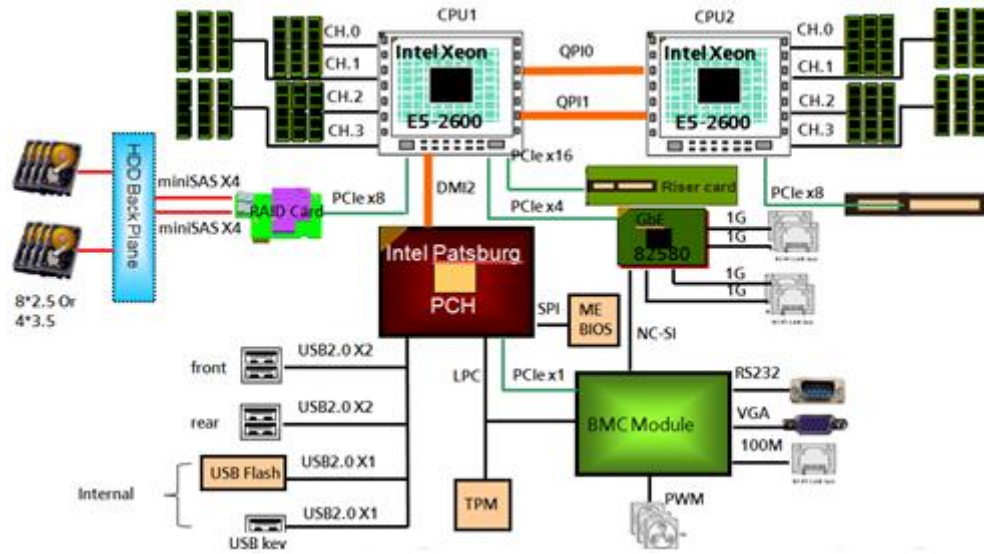 CPU1
CPU2
CH.0
CH.1
CH.2
CH.3
Intel Xeon
E5-2600
QPI0
QPI1
Intel Xeon
E5-2600
CH.0
CH.1
CH.2
CH.3
HDD Back Plane
miniSAS X4
miniSAS X4
RAID Card
PCIe x8
DMI2
PCIe x16
PCIe x4
Riser card
PCIe x8
GbE
82580
1G
1G
1G
1G
8*2.5 Or
4*3.5
Intel Patsburg
PCH
SPI
ME
BIOS
NC-SI
front
USB2.0 X2
rear
USB2.0 X2
Internal
USB Flash
USB2.0 X1
USB key
USB2.0 X1
LPC
PCIe x1
TPM
BMC Module
RS232
VGA
100M
PWM